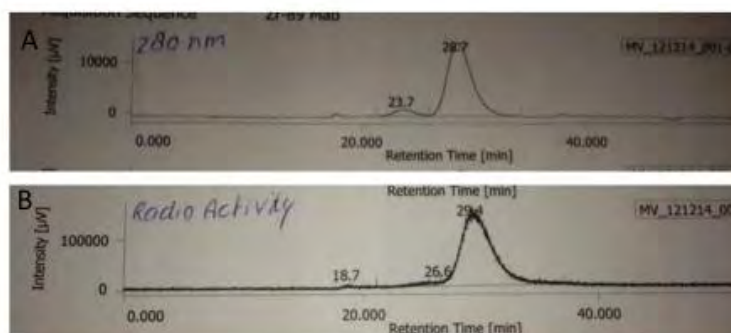 Acquisition Sequence Zr-89 Mab
A 280 nm 28.7 MV_121214_001-
Intensity [µV]
10000
23.7
0
0.000 20.000 40.000
Retention Time [min]
Retention Time [min]
B Radio Activity 29.4 MV_121214_00
Intensity [µV]
100000
18.7 26.6
0
0.000 20.000 40.000
Retention Time [min]